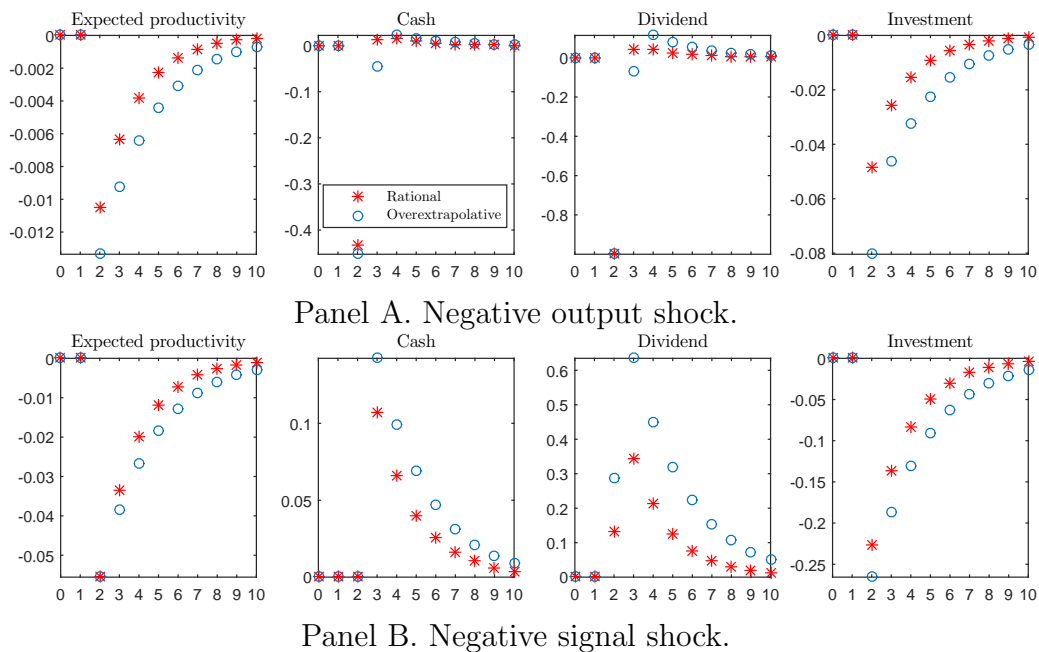 Expected productivity
Cash
Dividend
Investment
0
-0.002
-0.004
-0.006
-0.008
-0.01
-0.012
0 1 2 3 4 5 6 7 8 9 10
0
-0.1
-0.2
-0.3
-0.4
0 1 2 3 4 5 6 7 8 9 10
Rational
Overextrapolative
0
-0.2
-0.4
-0.6
-0.8
0 1 2 3 4 5 6 7 8 9 10
0
-0.02
-0.04
-0.06
-0.08
0 1 2 3 4 5 6 7 8 9 10
Panel A. Negative output shock.
Expected productivity
Cash
Dividend
Investment
0
-0.01
-0.02
-0.03
-0.04
-0.05
0 1 2 3 4 5 6 7 8 9 10
0.1
0.05
0
0 1 2 3 4 5 6 7 8 9 10
0.6
0.5
0.4
0.3
0.2
0.1
0
0 1 2 3 4 5 6 7 8 9 10
0
-0.05
-0.1
-0.15
-0.2
-0.25
0 1 2 3 4 5 6 7 8 9 10
Panel B. Negative signal shock.